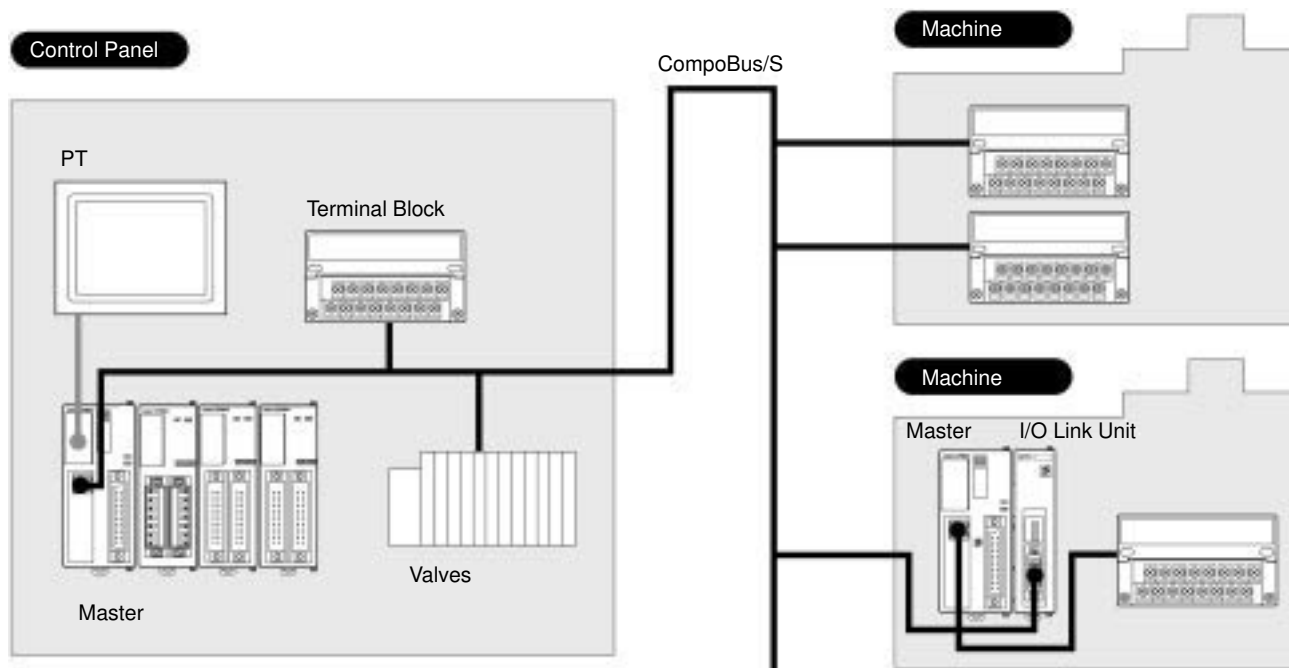 Control Panel
CompoBus/S
Machine
PT
Terminal Block
Machine
Master
I/O Link Unit
Valves
Master